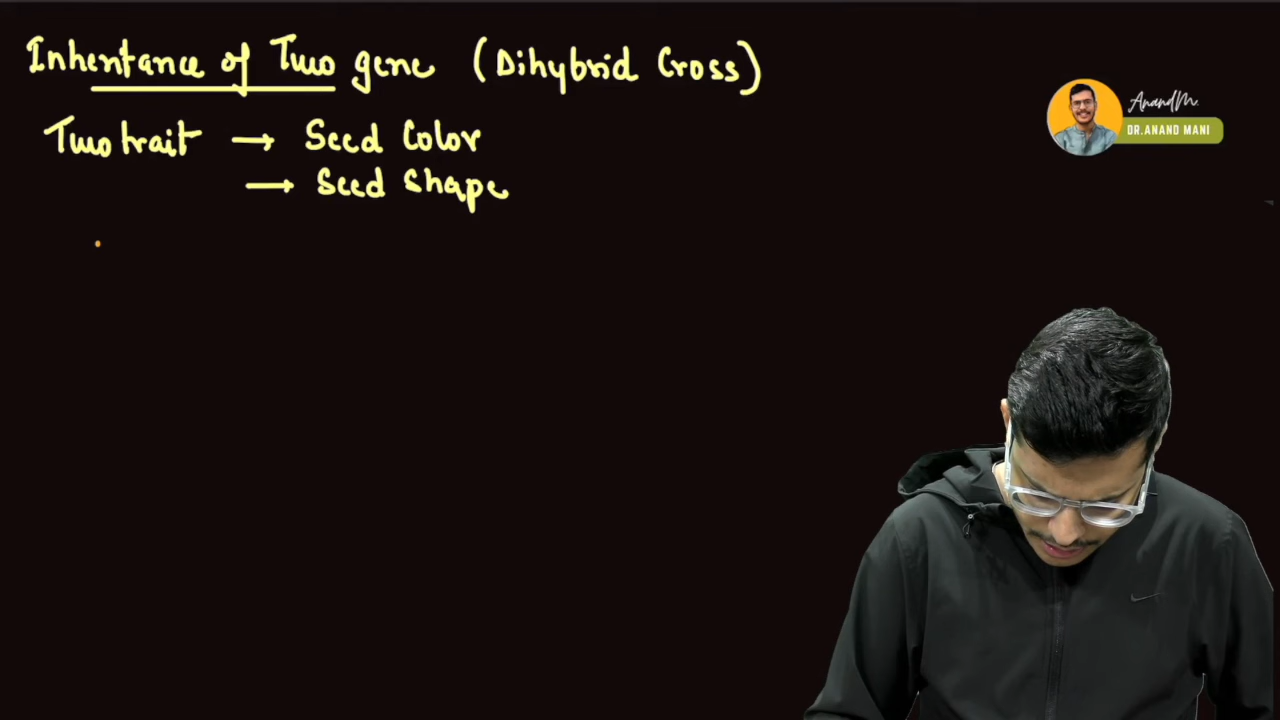 Inheritance of Two gene (Dihybrid Cross)
Two trait → Seed Color
→ Seed Shape
AnandM.
DR.ANAND MANI